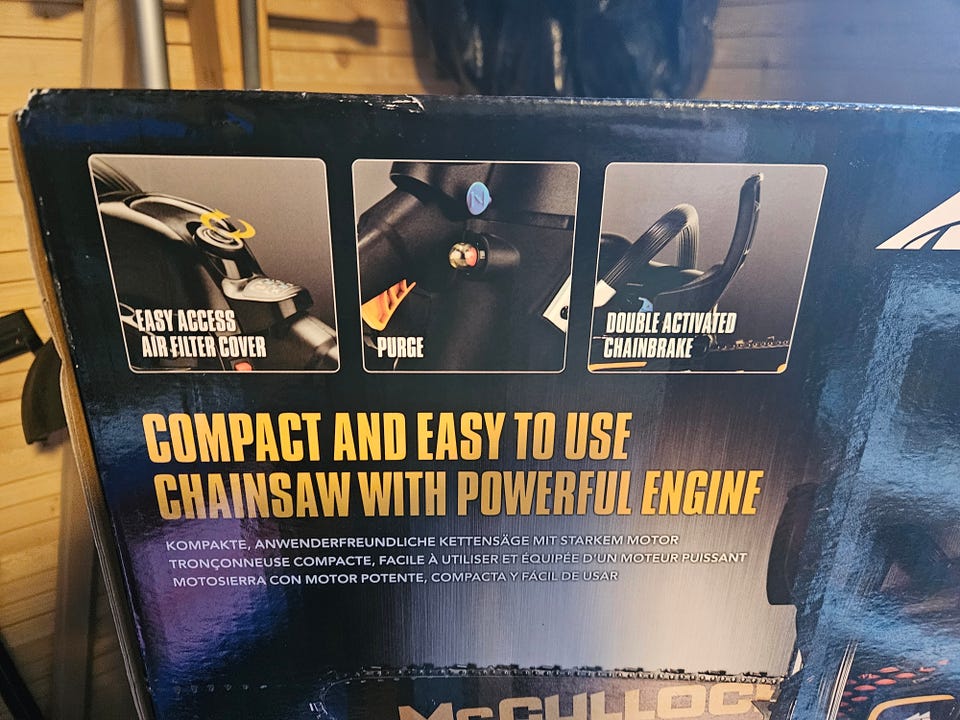 EASY ACCESS
AIR FILTER COVER
PURGE
DOUBLE ACTIVATED
CHAINBRAKE
COMPACT AND EASY TO USE
CHAINSAW WITH POWERFUL ENGINE
KOMPAKTE, ANWENDERFREUNDLICHE KETTENSÄGE MIT STARKEM MOTOR
TRONÇONNEUSE COMPACTE, FACILE À UTILISER ET ÉQUIPÉE D'UN MOTEUR PUISSANT
MOTOSIERRA CON MOTOR POTENTE, COMPACTA Y FÁCIL DE USAR
McCULLOCH